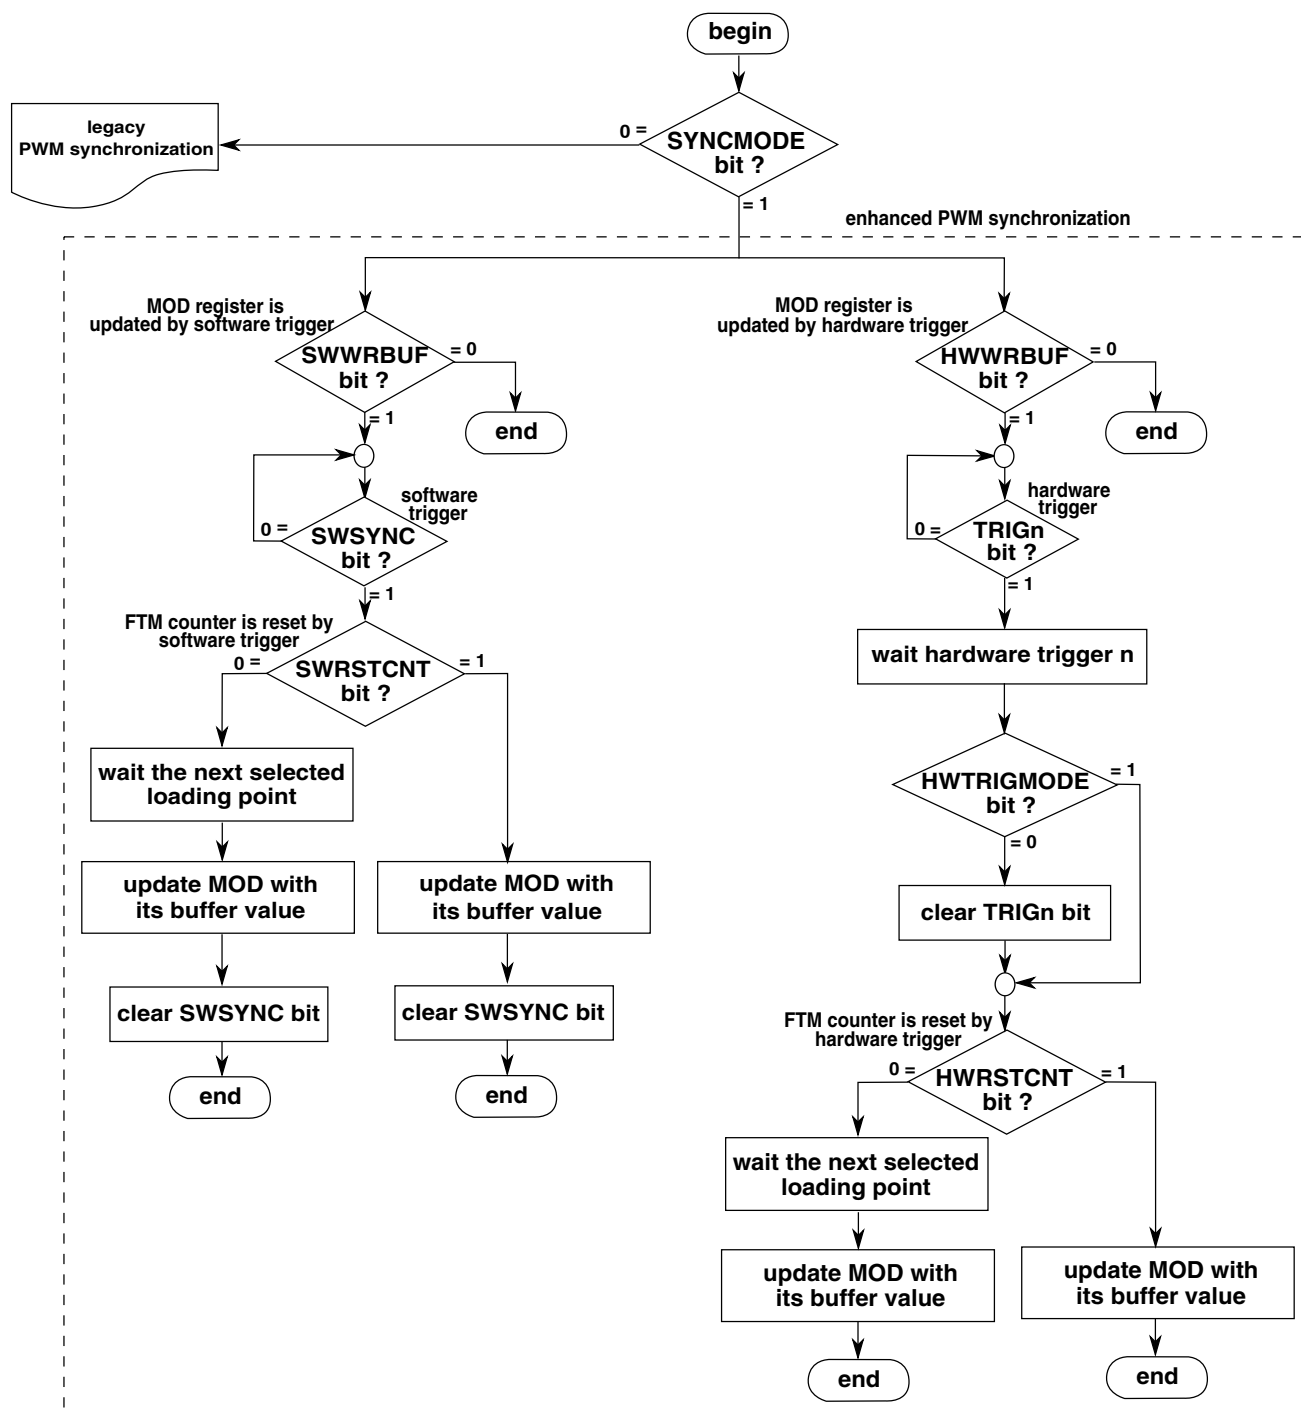 begin
SYNCMODE
bit ?
0 =
legacy
PWM synchronization
= 1
enhanced PWM synchronization
MOD register is
updated by software trigger
SWWRBUF
bit ?
= 0
end
= 1
software
trigger
SWSYNC
bit ?
0 =
= 1
FTM counter is reset by
software trigger
SWRSTCNT
bit ?
0 =
= 1
wait the next selected
loading point
update MOD with
its buffer value
clear SWSYNC bit
end
update MOD with
its buffer value
clear SWSYNC bit
end
MOD register is
updated by hardware trigger
HWWRBUF
bit ?
= 0
end
= 1
hardware
trigger
TRIGn
bit ?
0 =
= 1
wait hardware trigger n
HWTRIGMODE
bit ?
= 1
= 0
clear TRIGn bit
FTM counter is reset by
hardware trigger
HWRSTCNT
bit ?
0 =
= 1
wait the next selected
loading point
update MOD with
its buffer value
end
update MOD with
its buffer value
end